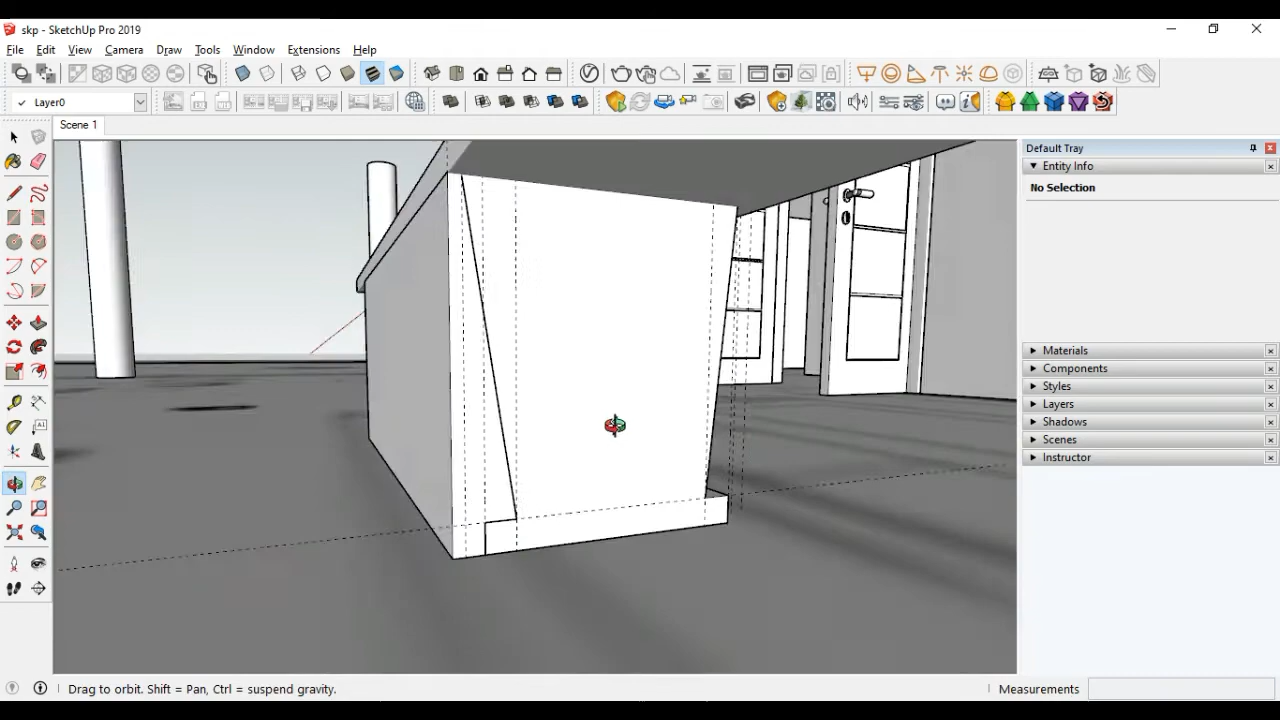 skp - SketchUp Pro 2019
File Edit View Camera Draw Tools Window Extensions Help
Layer0
Scene 1
Default Tray
Entity Info
No Selection
Materials
Components
Styles
Layers
Shadows
Scenes
Instructor
Drag to orbit. Shift = Pan, Ctrl = suspend gravity.
Measurements